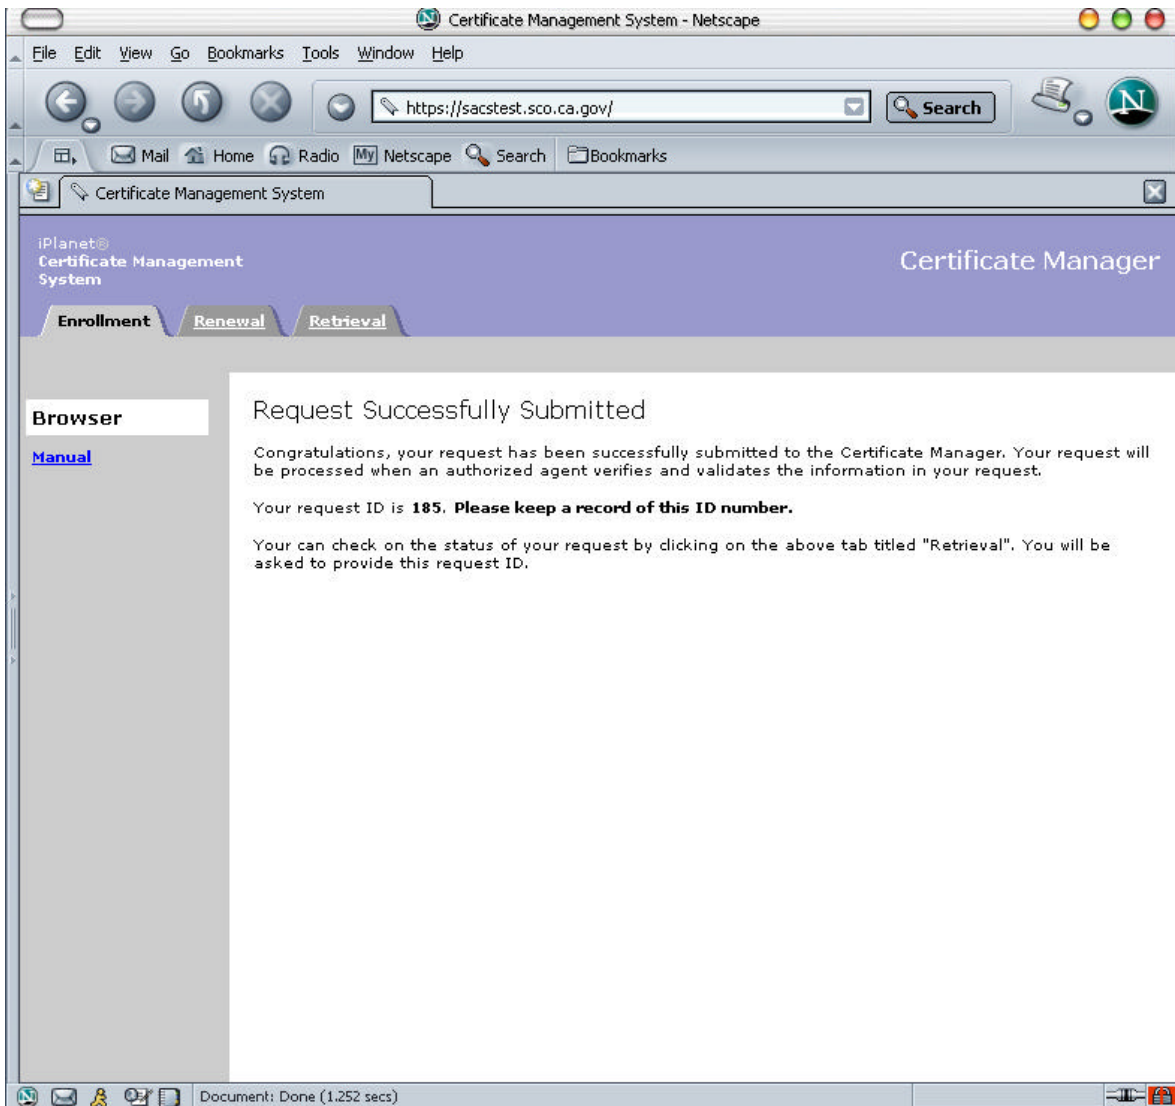 Certificate Management System - Netscape
File Edit View Go Bookmarks Tools Window Help
https://sacstest.sco.ca.gov/ Search N
Mail Home Radio My Netscape Search Bookmarks
Certificate Management System
iPlanet®
Certificate Management
System
Certificate Manager
Enrollment Renewal Retrieval
Browser
Manual
Request Successfully Submitted
Congratulations, your request has been successfully submitted to the Certificate Manager. Your request will
be processed when an authorized agent verifies and validates the information in your request.
Your request ID is 185. Please keep a record of this ID number.
Your can check on the status of your request by clicking on the above tab titled "Retrieval". You will be
asked to provide this request ID.
Document: Done (1.252 secs)